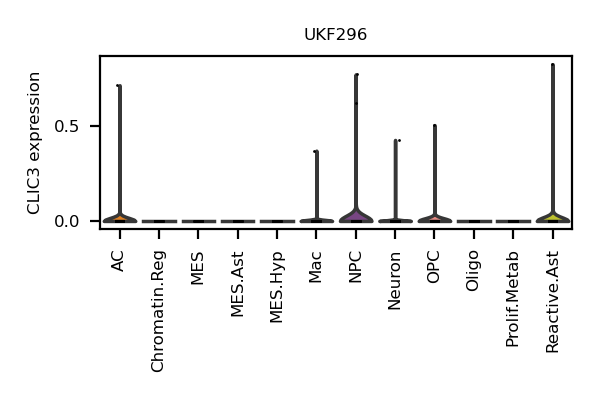 UKF296
CLIC3 expression
0.5
0.0
AC
Chromatin.Reg
MES
MES.Ast
MES.Hyp
Mac
NPC
Neuron
OPC
Oligo
Prolif.Metab
Reactive.Ast